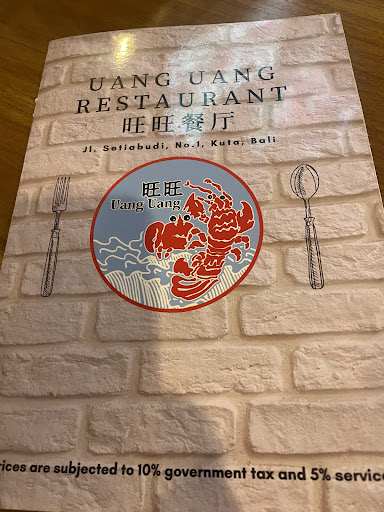 UANG UANG
RESTAURANT
旺旺餐厅
Jl. Setiabudi, No.1, Kuta, Bali
旺旺
Uang Uang
rices are subjected to 10% government tax and 5% service